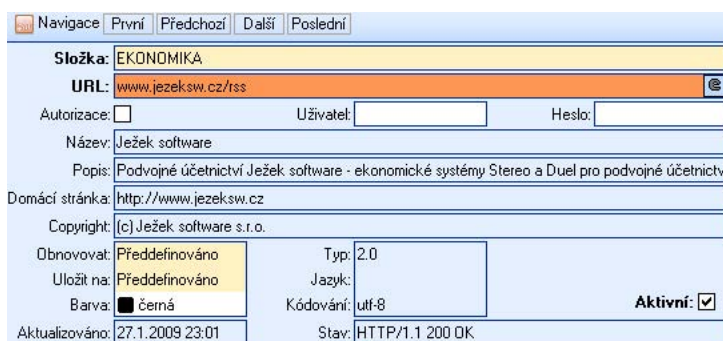 Navigace První Předchozí Další Poslední
Složka: EKONOMIKA
URL: www.jezeksw.cz/rss
Autorizace: Uživatel: Heslo:
Název: Ježek software
Popis: Podvojné účetnictví Ježek software - ekonomické systémy Stereo a Duel pro podvojné účetnictv
Domácí stránka: http://www.jezeksw.cz
Copyright: (c) Ježek software s.r.o.
Obnovovat: Předdefinováno Typ: 2.0
Uložit na: Předdefinováno Jazyk:
Barva: černá Kódování: utf-8 Aktivní:
Aktualizováno: 27.1.2009 23:01 Stav: HTTP/1.1 200 OK